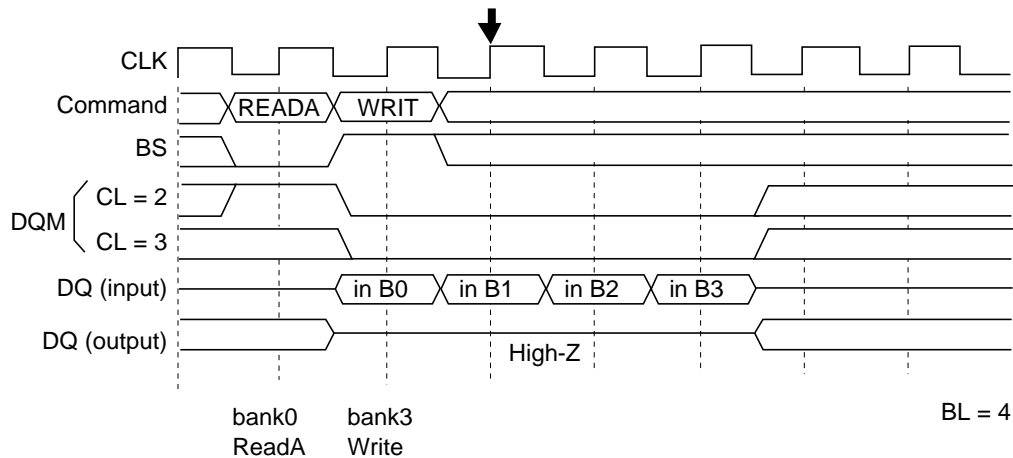 CLK
Command READA WRIT
BS
DQM
CL = 2
CL = 3
DQ (input) in B0 in B1 in B2 in B3
DQ (output)
High-Z
bank0 bank3 BL = 4
ReadA Write